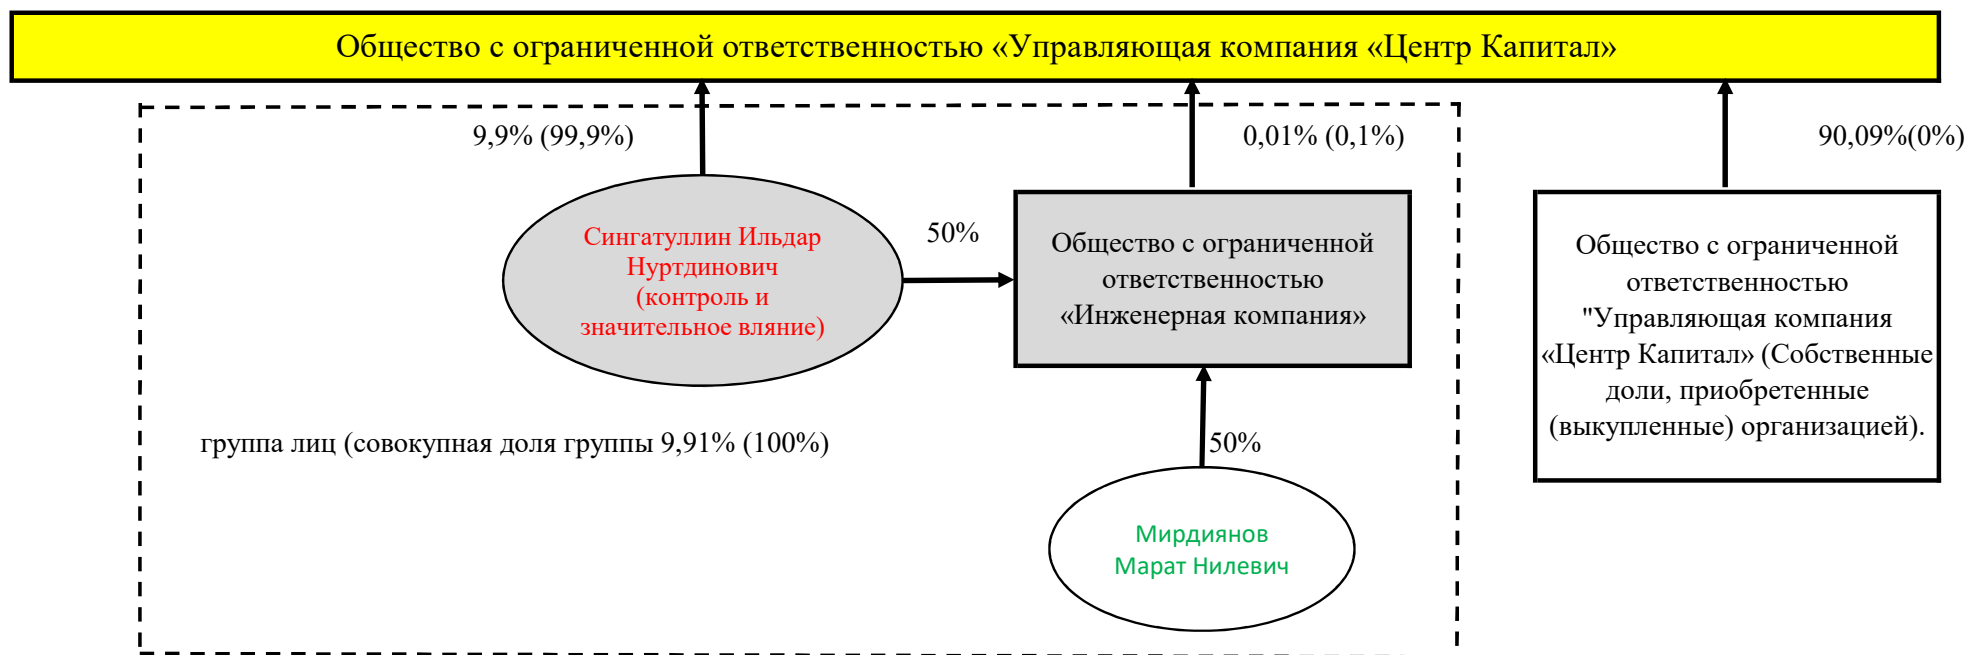 Общество с ограниченной ответственностью «Управляющая компания «Центр Капитал»
9,9% (99,9%)
0,01% (0,1%)
90,09%(0%)
Сингатуллин Ильдар
Нуртдинович
(контроль и
значительное вляние)
50%
Общество с ограниченной
ответственностью
«Инженерная компания»
Общество с ограниченной
ответственностью
"Управляющая компания
«Центр Капитал» (Собственные
доли, приобретенные
(выкупленные) организацией).
группа лиц (совокупная доля группы 9,91% (100%)
50%
Мирдиянов
Марат Нилевич